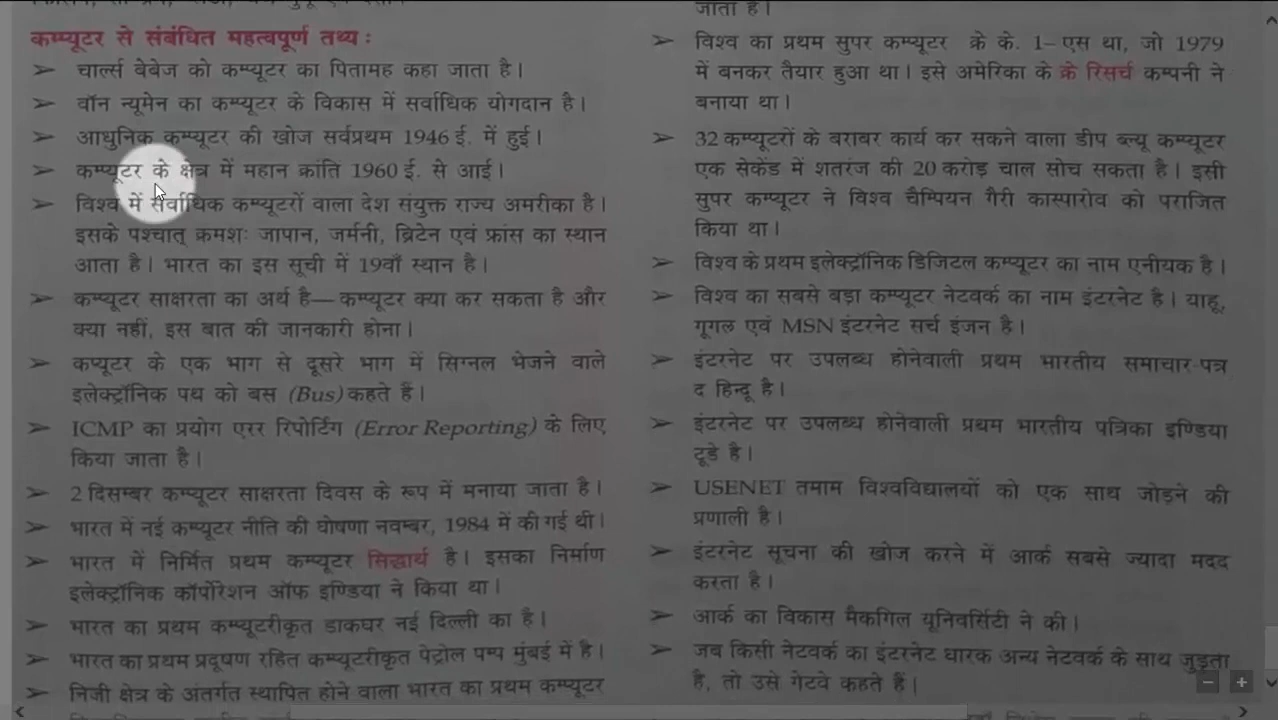 कम्प्यूटर से संबंधित महत्वपूर्ण तथ्य :
➢ चार्ल्स बेबेज को कम्प्यूटर का पितामह कहा जाता है।
➢ वॉन न्यूमेन का कम्प्यूटर के विकास में सर्वाधिक योगदान है।
➢ आधुनिक कम्प्यूटर की खोज सर्वप्रथम 1946 ई. में हुई।
➢ कम्प्यूटर के क्षेत्र में महान क्रांति 1960 ई. से आई।
➢ विश्व में सर्वाधिक कम्प्यूटरों वाला देश संयुक्त राज्य अमरीका है।
इसके पश्चात् क्रमशः जापान, जर्मनी, ब्रिटेन एवं फ्रांस का स्थान
आता है। भारत का इस सूची में 19वाँ स्थान है।
➢ कम्प्यूटर साक्षरता का अर्थ है—कम्प्यूटर क्या कर सकता है और
क्या नहीं, इस बात की जानकारी होना।
➢ कप्यूटर के एक भाग से दूसरे भाग में सिग्नल भेजने वाले
इलेक्ट्रॉनिक पथ को बस (Bus) कहते हैं।
➢ ICMP का प्रयोग एरर रिपोर्टिंग (Error Reporting) के लिए
किया जाता है।
➢ 2 दिसम्बर कम्प्यूटर साक्षरता दिवस के रूप में मनाया जाता है।
➢ भारत में नई कम्प्यूटर नीति की घोषणा नवम्बर, 1984 में की गई थी।
➢ भारत में निर्मित प्रथम कम्प्यूटर सिद्धार्थ है। इसका निर्माण
इलेक्ट्रॉनिक कॉर्पोरेशन ऑफ इण्डिया ने किया था।
➢ भारत का प्रथम कम्प्यूटरीकृत डाकघर नई दिल्ली का है।
➢ भारत का प्रथम प्रदूषण रहित कम्प्यूटरीकृत पेट्रोल पम्प मुंबई में है।
➢ निजी क्षेत्र के अंतर्गत स्थापित होने वाला भारत का प्रथम कम्प्यूटर
जाता है।
➢ विश्व का प्रथम सुपर कम्प्यूटर क्रे के. 1– एस था, जो 1979
में बनकर तैयार हुआ था। इसे अमेरिका के क्रे रिसर्च कम्पनी ने
बनाया था।
➢ 32 कम्प्यूटरों के बराबर कार्य कर सकने वाला डीप ब्ल्यू कम्प्यूटर
एक सेकेंड में शतरंज की 20 करोड़ चाल सोच सकता है। इसी
सुपर कम्प्यूटर ने विश्व चैम्पियन गैरी कास्पारोव को पराजित
किया था।
➢ विश्व के प्रथम इलेक्ट्रॉनिक डिजिटल कम्प्यूटर का नाम एनीयक है।
➢ विश्व का सबसे बड़ा कम्प्यूटर नेटवर्क का नाम इंटरनेट है। याहू,
गूगल एवं MSN इंटरनेट सर्च इंजन है।
➢ इंटरनेट पर उपलब्ध होनेवाली प्रथम भारतीय समाचार-पत्र
द हिन्दू है।
➢ इंटरनेट पर उपलब्ध होनेवाली प्रथम भारतीय पत्रिका इण्डिया
टूडे है।
➢ USENET तमाम विश्वविद्यालयों को एक साथ जोड़ने की
प्रणाली है।
➢ इंटरनेट सूचना की खोज करने में आर्क सबसे ज्यादा मदद
करता है।
➢ आर्क का विकास मैकगिल यूनिवर्सिटी ने की।
➢ जब किसी नेटवर्क का इंटरनेट धारक अन्य नेटवर्क के साथ जुड़ता
है, तो उसे गेटवे कहते हैं।